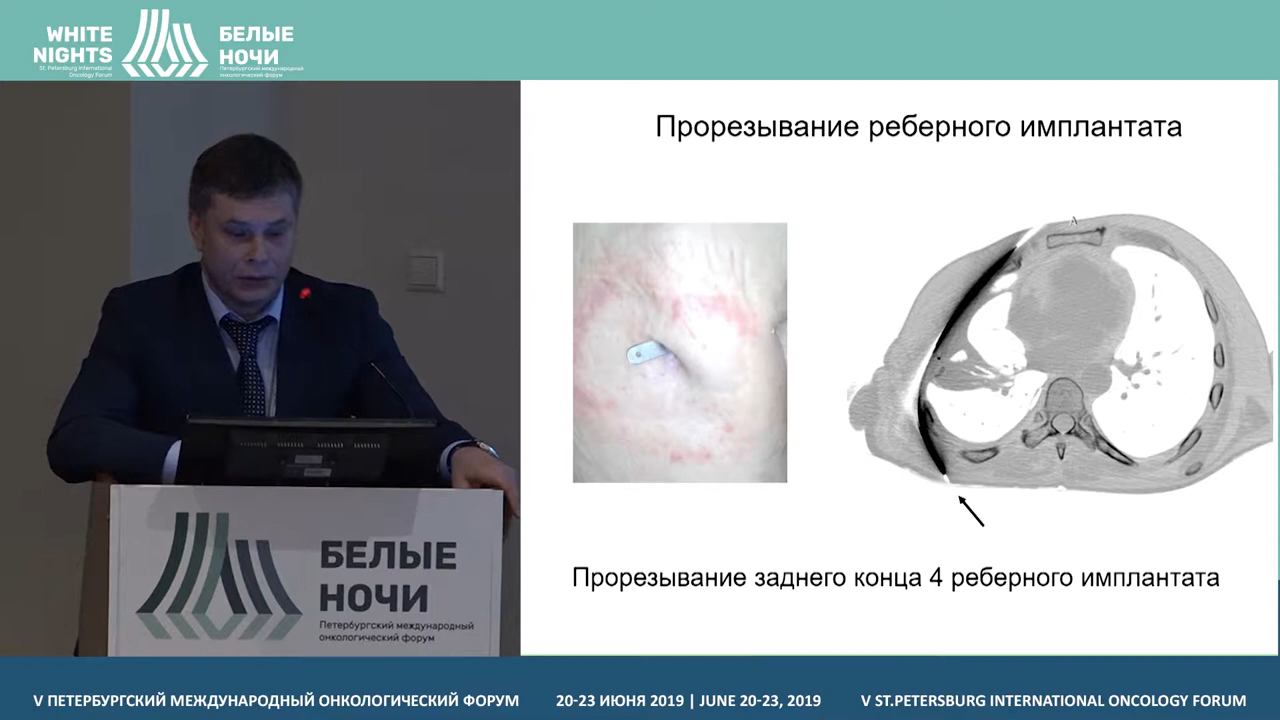 WHITE
NIGHTS
St. Petersburg International
Oncology Forum
БЕЛЫЕ
НОЧИ
Петербургский международный
онкологический форум
Прорезывание реберного имплантата
A
Прорезывание заднего конца 4 реберного имплантата
БЕЛЫЕ
НОЧИ
Петербургский международный
онкологический форум
V ПЕТЕРБУРГСКИЙ МЕЖДУНАРОДНЫЙ ОНКОЛОГИЧЕСКИЙ ФОРУМ
20-23 ИЮНЯ 2019 | JUNE 20-23, 2019
V ST.PETERSBURG INTERNATIONAL ONCOLOGY FORUM